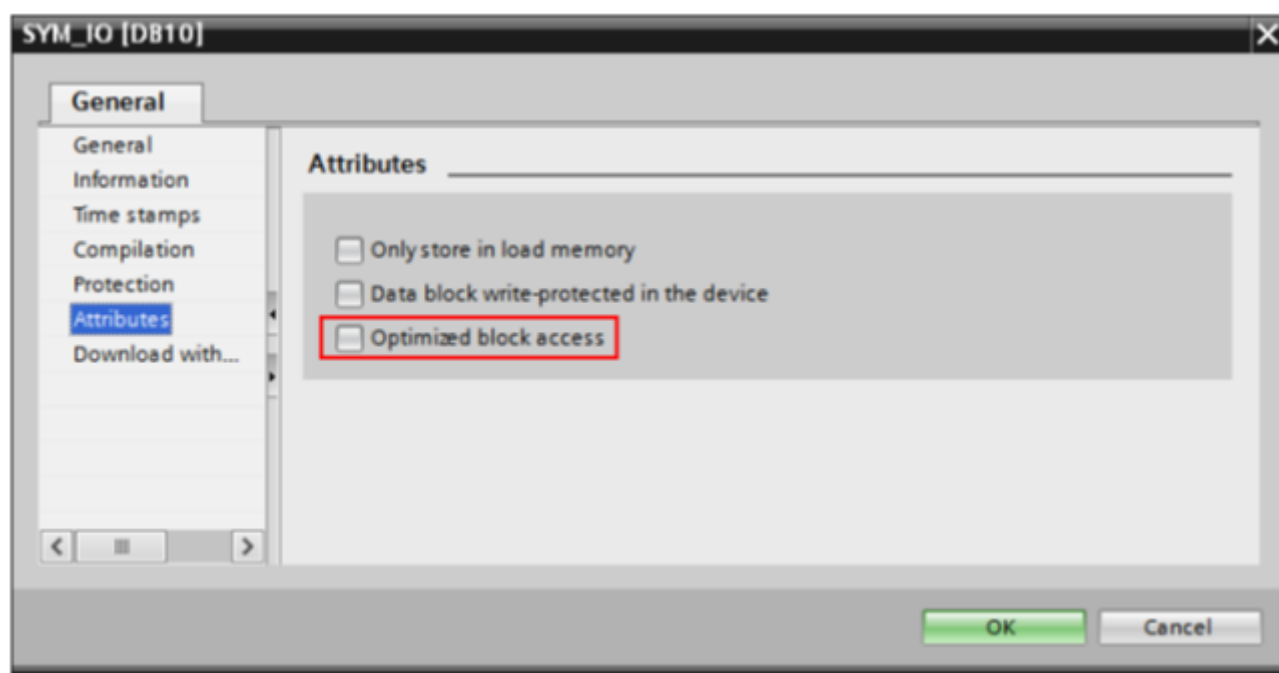 SYM_IO [DB10]
General
General
Information
Time stamps
Compilation
Protection
Attributes
Download with...
Attributes
Only store in load memory
Data block write-protected in the device
Optimized block access
OK
Cancel